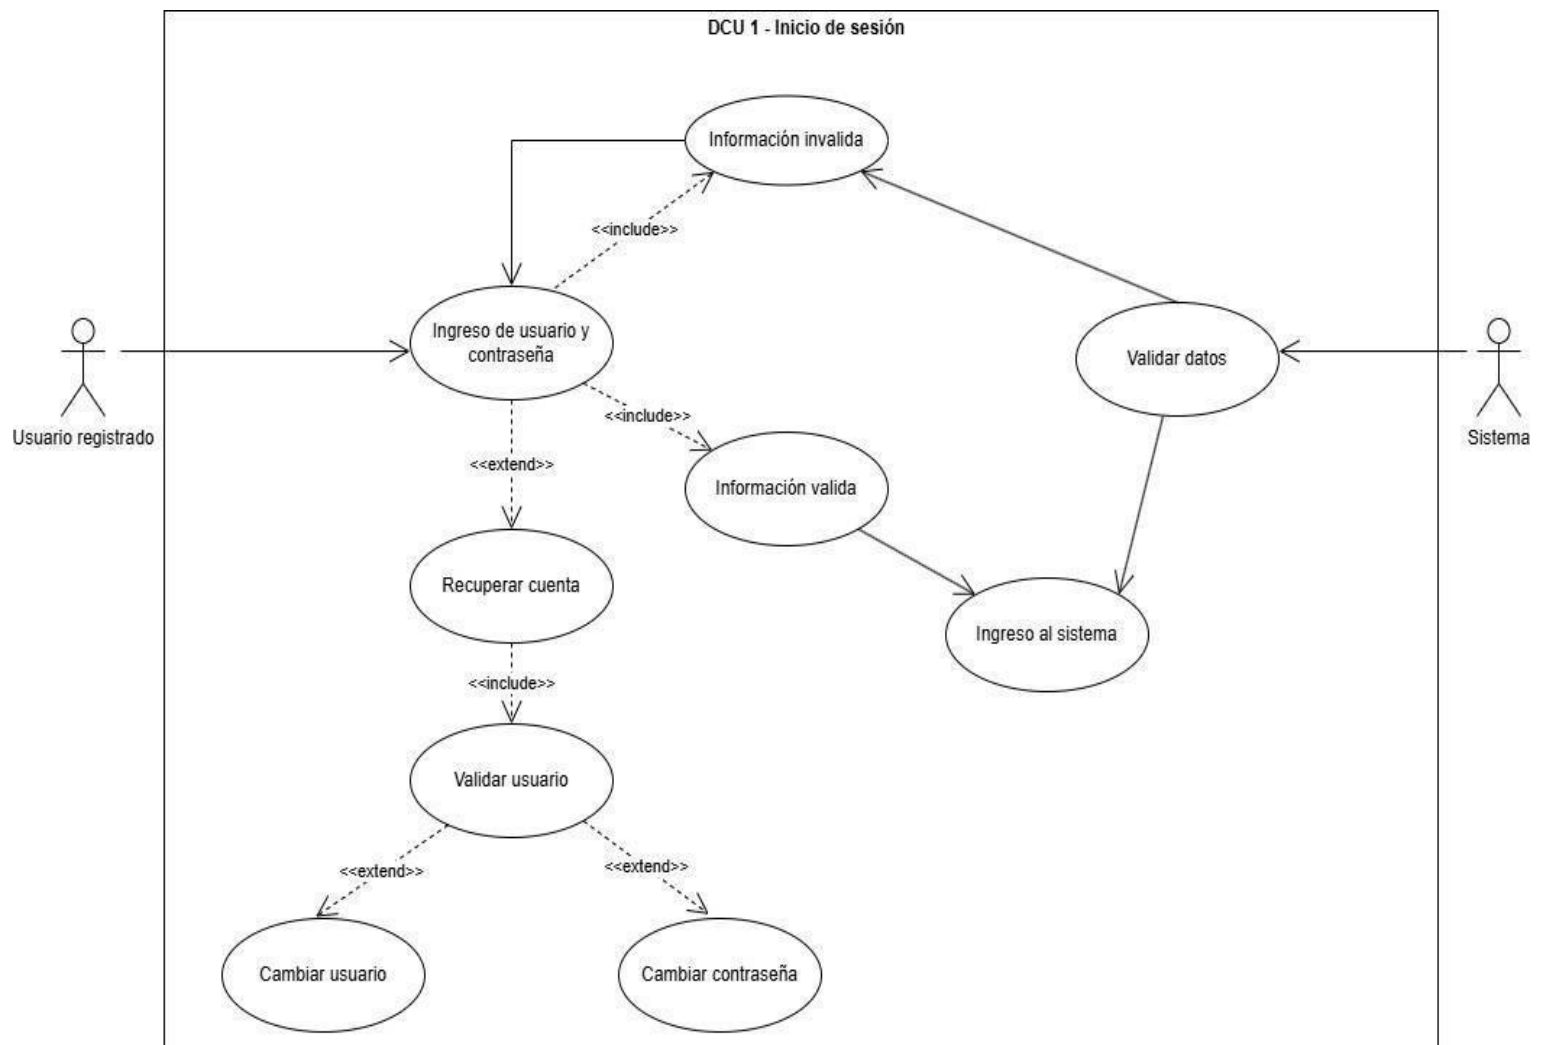 DCU 1 - Inicio de sesión
Información invalida
<<include>>
Ingreso de usuario y
contraseña
Validar datos
Usuario registrado
Sistema
<<include>>
<<extend>>
Información valida
Recuperar cuenta
Ingreso al sistema
<<include>>
Validar usuario
<<extend>>
<<extend>>
Cambiar usuario
Cambiar contraseña